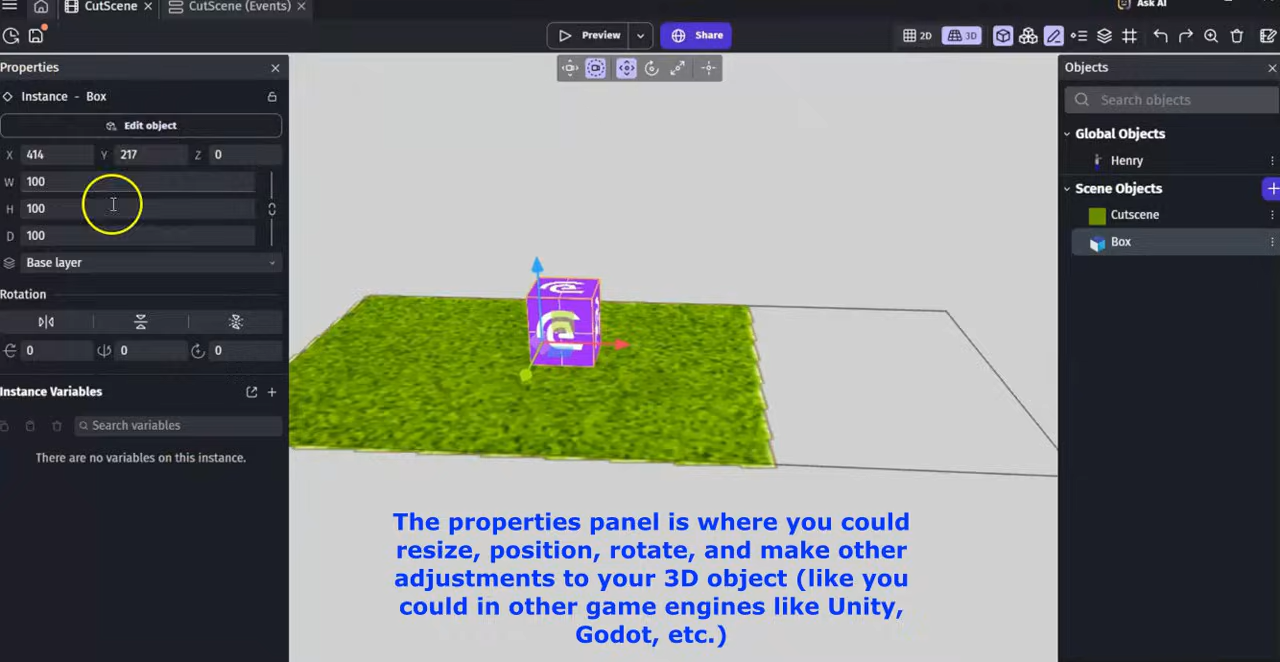 CutScene
CutScene (Events)
Ask AI
Preview
Share
2D
3D
Properties
Instance - Box
Edit object
X 414 Y 217 Z 0
W 100
H 100
D 100
Base layer
Rotation
0 0 0
Instance Variables
Search variables
There are no variables on this instance.
Objects
Search objects
Global Objects
Henry
Scene Objects
Cutscene
Box
The properties panel is where you could
resize, position, rotate, and make other
adjustments to your 3D object (like you
could in other game engines like Unity,
Godot, etc.)